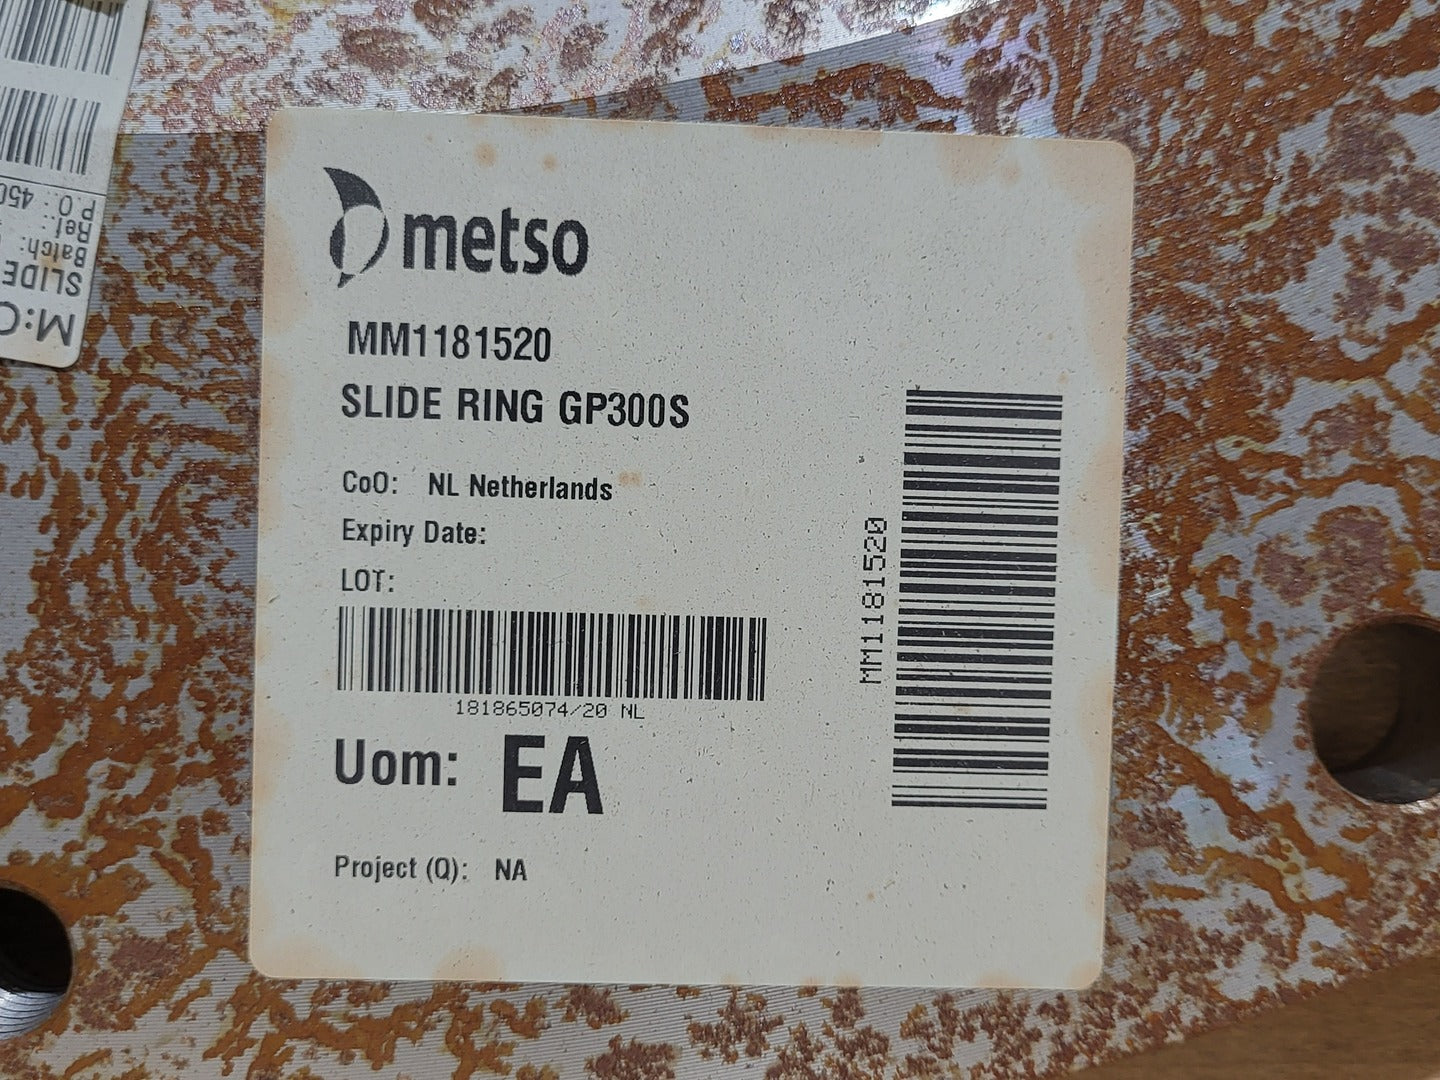 metso
MM1181520
SLIDE RING GP300S
CoO: NL Netherlands
Expiry Date:
LOT:
181865074/20 NL
Uom: EA
Project (Q): NA
MM1181520
M:
SLIDE
Batch:
Ref.:
P.O.: 450